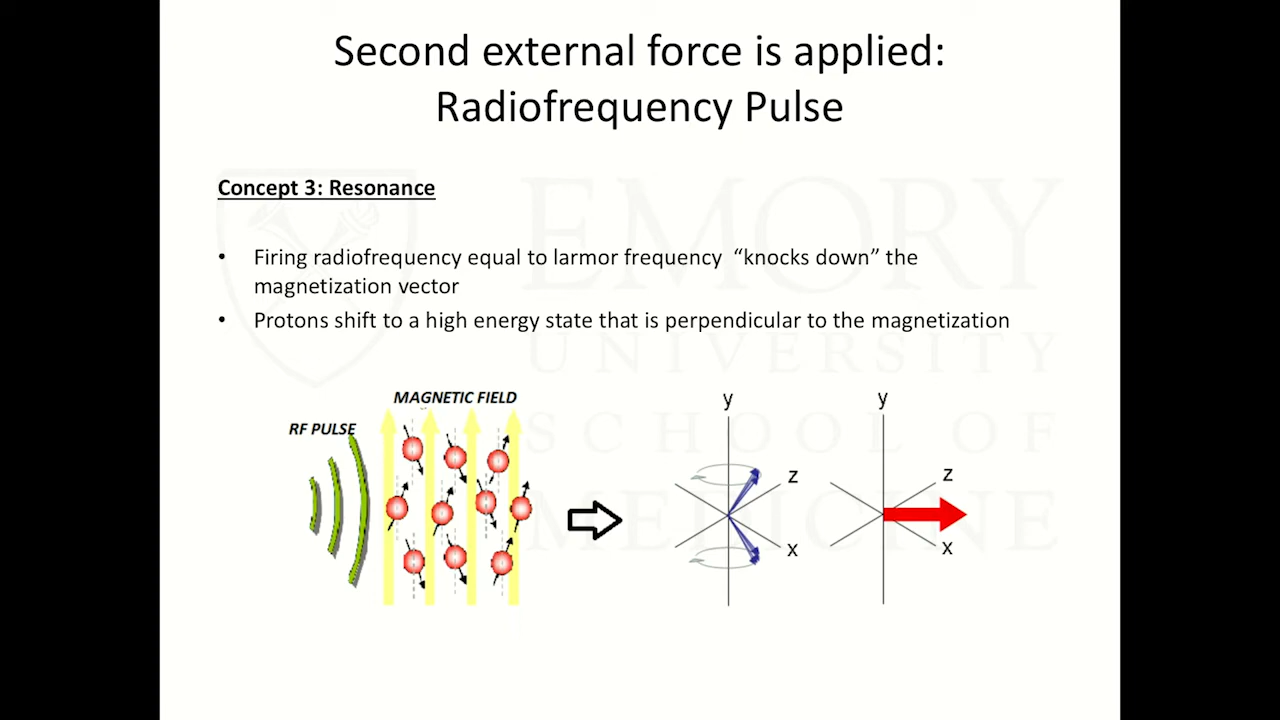 Second external force is applied:
Radiofrequency Pulse
Concept 3: Resonance
• Firing radiofrequency equal to larmor frequency “knocks down” the
magnetization vector
• Protons shift to a high energy state that is perpendicular to the magnetization
EMORY
UNIVERSITY
SCHOOL OF
MEDICINE
MAGNETIC FIELD
RF PULSE
y
z
x
y
z
x